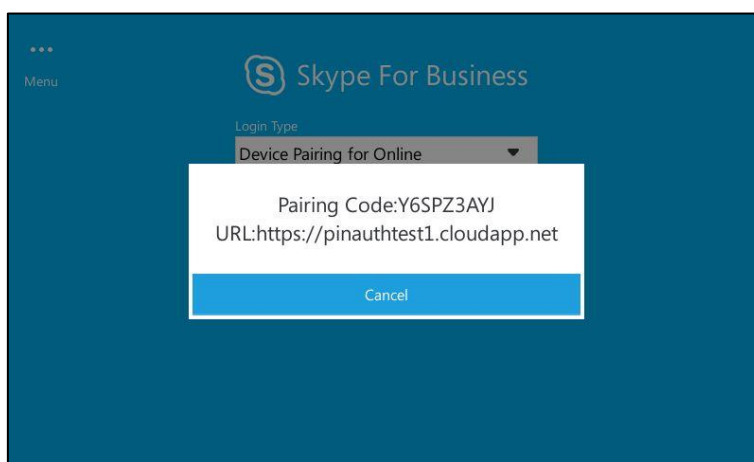 Menu
Skype For Business
Login Type
Device Pairing for Online
Pairing Code:Y6SPZ3AYJ
URL:https://pinauthtest1.cloudapp.net
Cancel